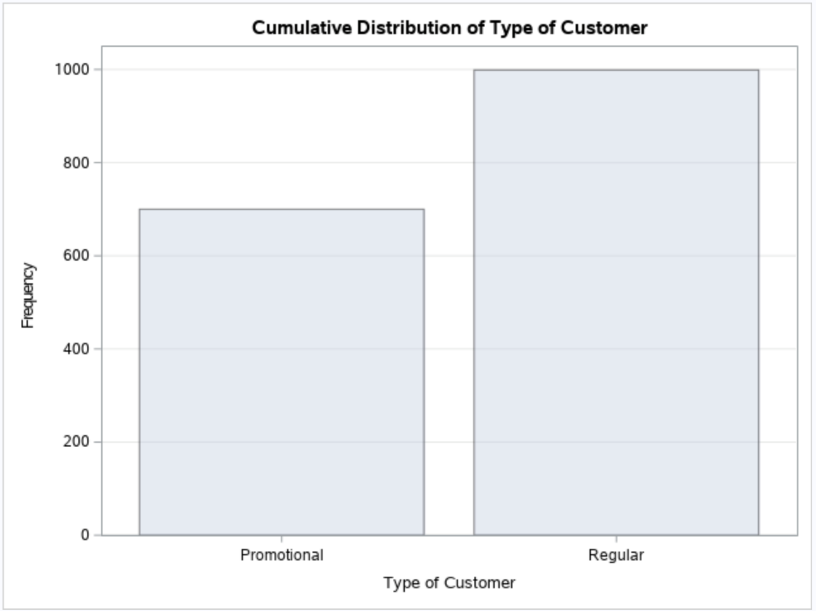 Cumulative Distribution of Type of Customer
1000
800
600
400
200
0
Frequency
Promotional
Regular
Type of Customer